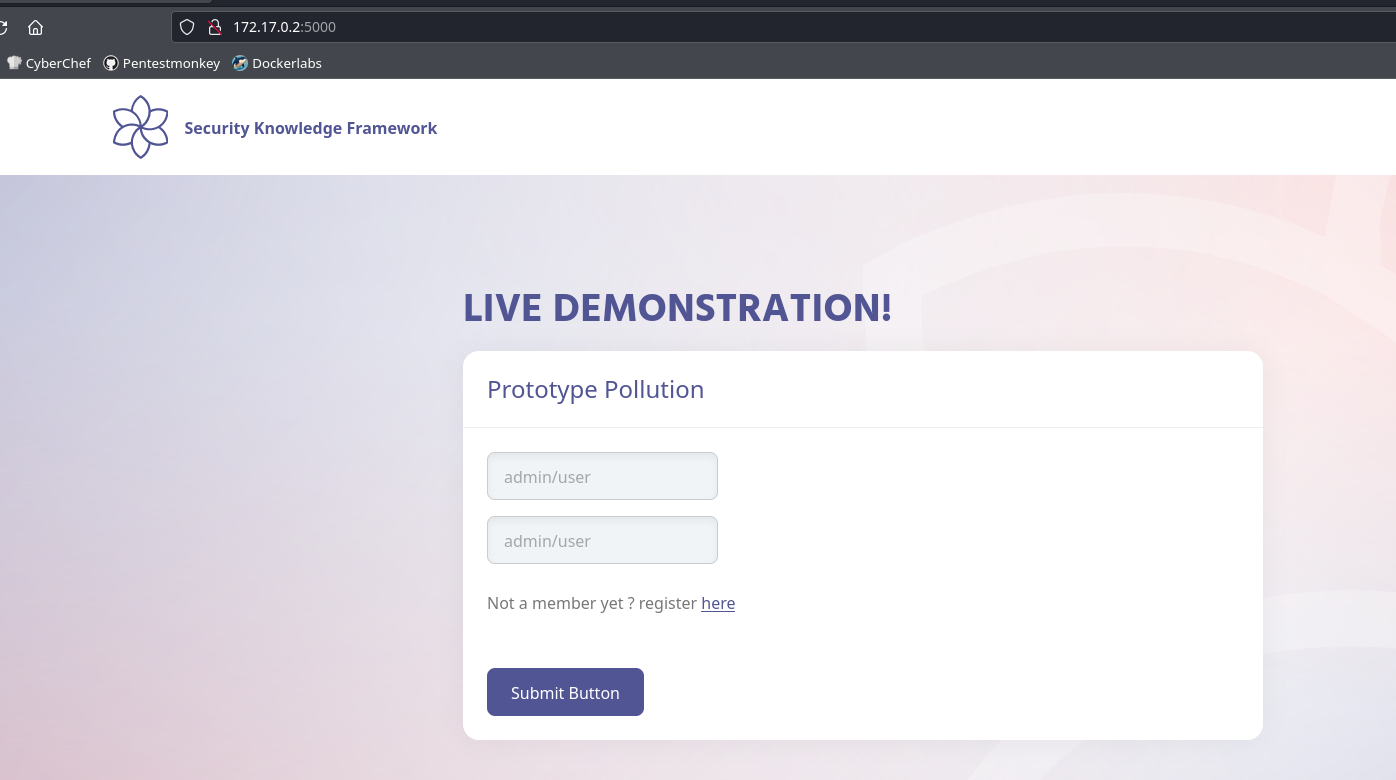 172.17.0.2:5000
CyberChef Pentestmonkey Dockerlabs
Security Knowledge Framework
LIVE DEMONSTRATION!
Prototype Pollution
admin/user
admin/user
Not a member yet ? register here
Submit Button